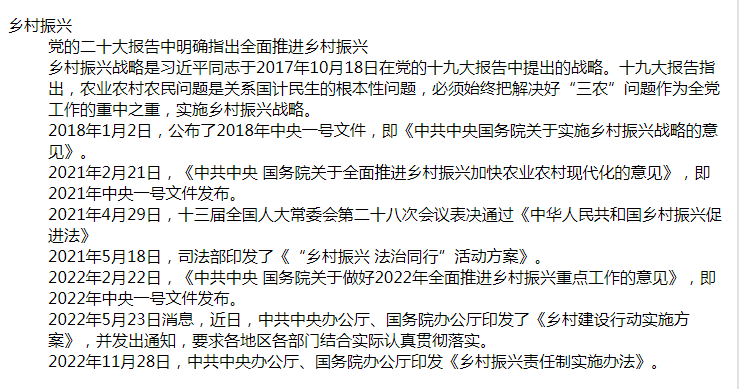 乡村振兴
党的二十大报告中明确指出全面推进乡村振兴
乡村振兴战略是习近平同志于2017年10月18日在党的十九大报告中提出的战略。十九大报告指
出，农业农村农民问题是关系国计民生的根本性问题，必须始终把解决好“三农”问题作为全党
工作的重中之重，实施乡村振兴战略。
2018年1月2日，公布了2018年中央一号文件，即《中共中央国务院关于实施乡村振兴战略的意
见》。
2021年2月21日，《中共中央 国务院关于全面推进乡村振兴加快农业农村现代化的意见》，即
2021年中央一号文件发布。
2021年4月29日，十三届全国人大常委会第二十八次会议表决通过《中华人民共和国乡村振兴促
进法》
2021年5月18日，司法部印发了《“乡村振兴 法治同行”活动方案》。
2022年2月22日，《中共中央 国务院关于做好2022年全面推进乡村振兴重点工作的意见》，即
2022年中央一号文件发布。
2022年5月23日消息，近日，中共中央办公厅、国务院办公厅印发了《乡村建设行动实施方
案》，并发出通知，要求各地区各部门结合实际认真贯彻落实。
2022年11月28日，中共中央办公厅、国务院办公厅印发《乡村振兴责任制实施办法》。